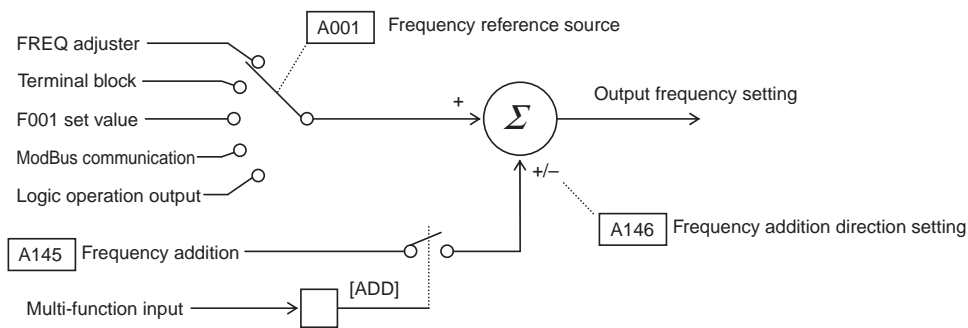 A001 Frequency reference source
FREQ adjuster
Terminal block
F001 set value
ModBus communication
Logic operation output
+
Σ
Output frequency setting
+/–
A146 Frequency addition direction setting
A145 Frequency addition
[ADD]
Multi-function input